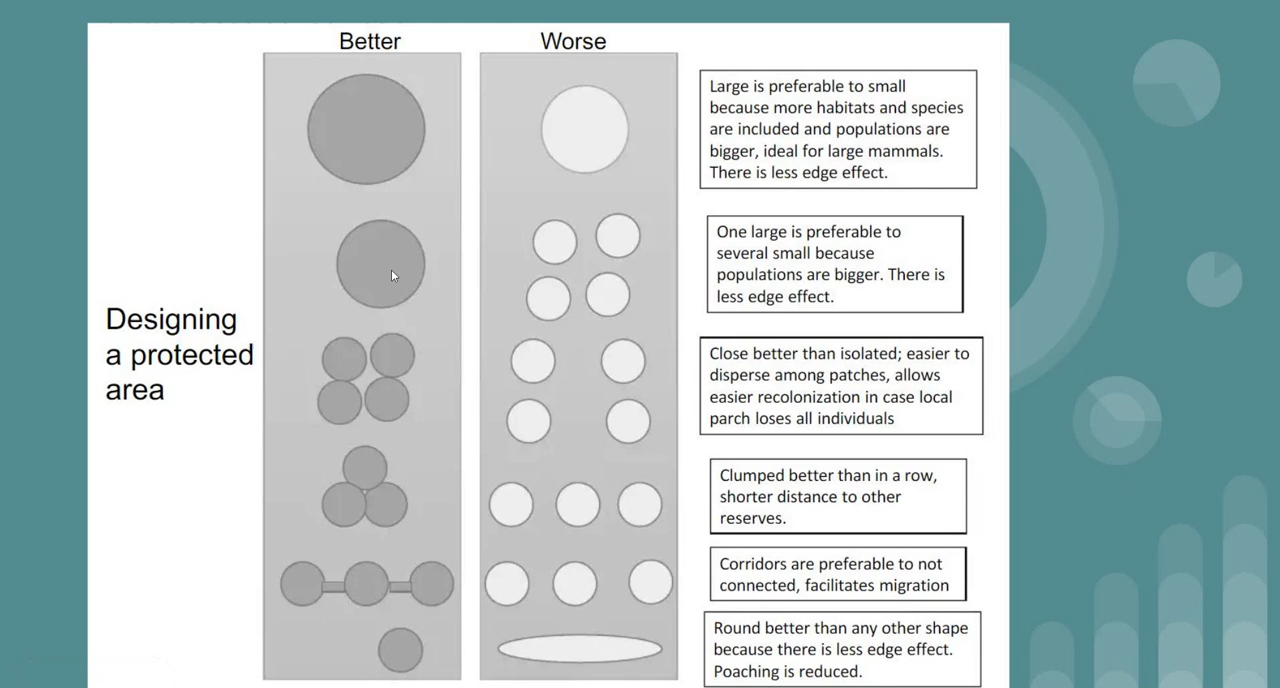 Better
Worse
Designing
a protected
area
Large is preferable to small
because more habitats and species
are included and populations are
bigger, ideal for large mammals.
There is less edge effect.
One large is preferable to
several small because
populations are bigger. There is
less edge effect.
Close better than isolated; easier to
disperse among patches, allows
easier recolonization in case local
parch loses all individuals
Clumped better than in a row,
shorter distance to other
reserves.
Corridors are preferable to not
connected, facilitates migration
Round better than any other shape
because there is less edge effect.
Poaching is reduced.